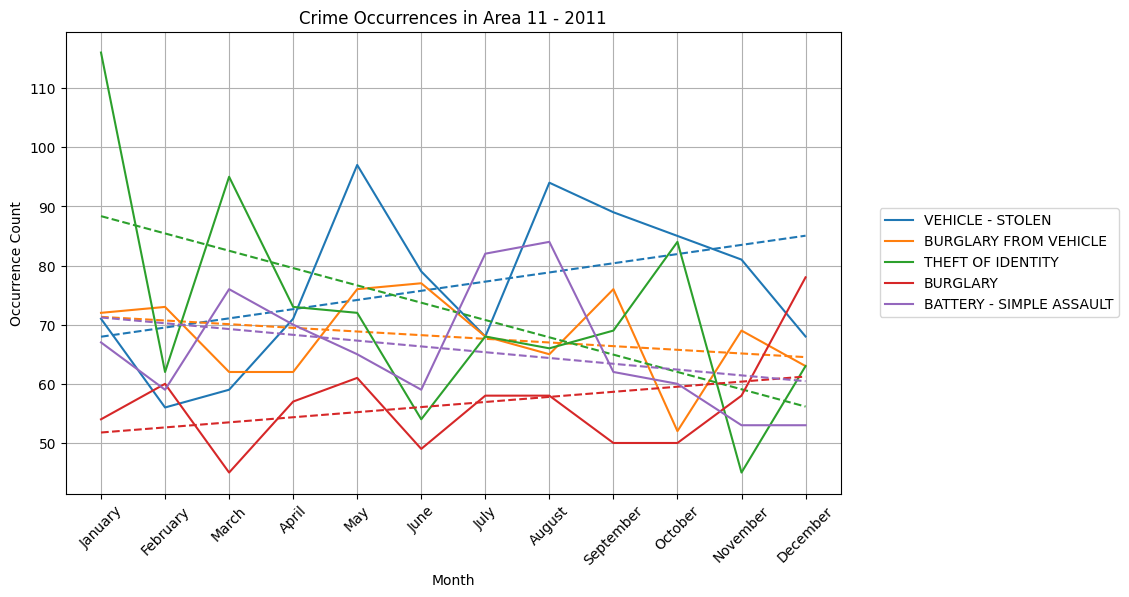 Crime Occurrences in Area 11 - 2011
Occurrence Count
110
100
90
80
70
60
50
January
February
March
April
May
June
July
August
September
October
November
December
Month
VEHICLE - STOLEN
BURGLARY FROM VEHICLE
THEFT OF IDENTITY
BURGLARY
BATTERY - SIMPLE ASSAULT